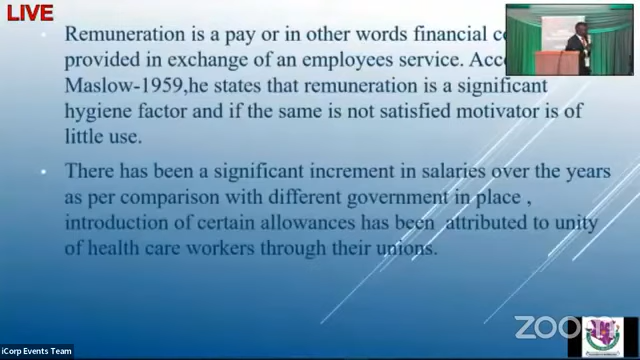 LIVE
Remuneration is a pay or in other words financial
provided in exchange of an employees service.
Maslow-1959,he states that remuneration is a significant
hygiene factor and if the same is not satisfied motivator is of
little use.
There has been a significant increment in salaries over the years
as per comparison with different government in place ,
introduction of certain allowances has been attributed to unity
of health care workers through their unions.
zoom
iCorp Events Team